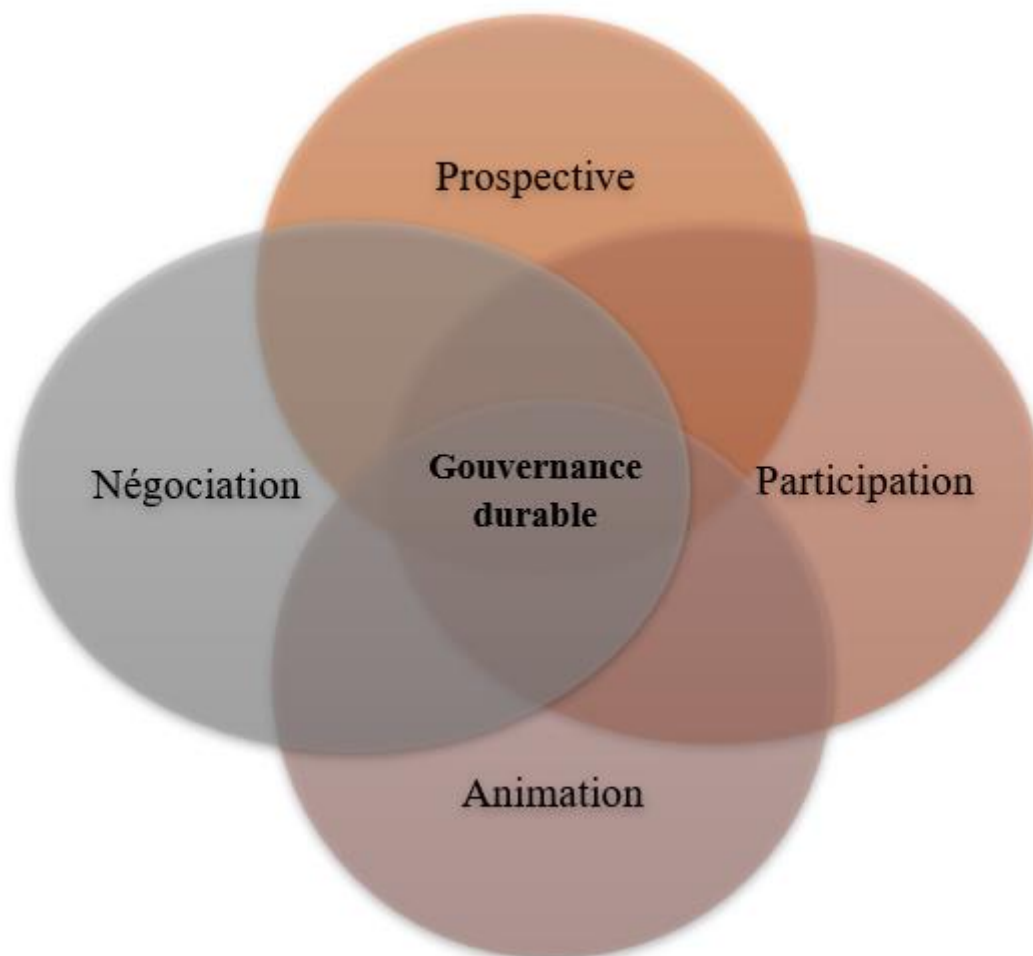 Prospective
Négociation
Gouvernance
durable
Participation
Animation